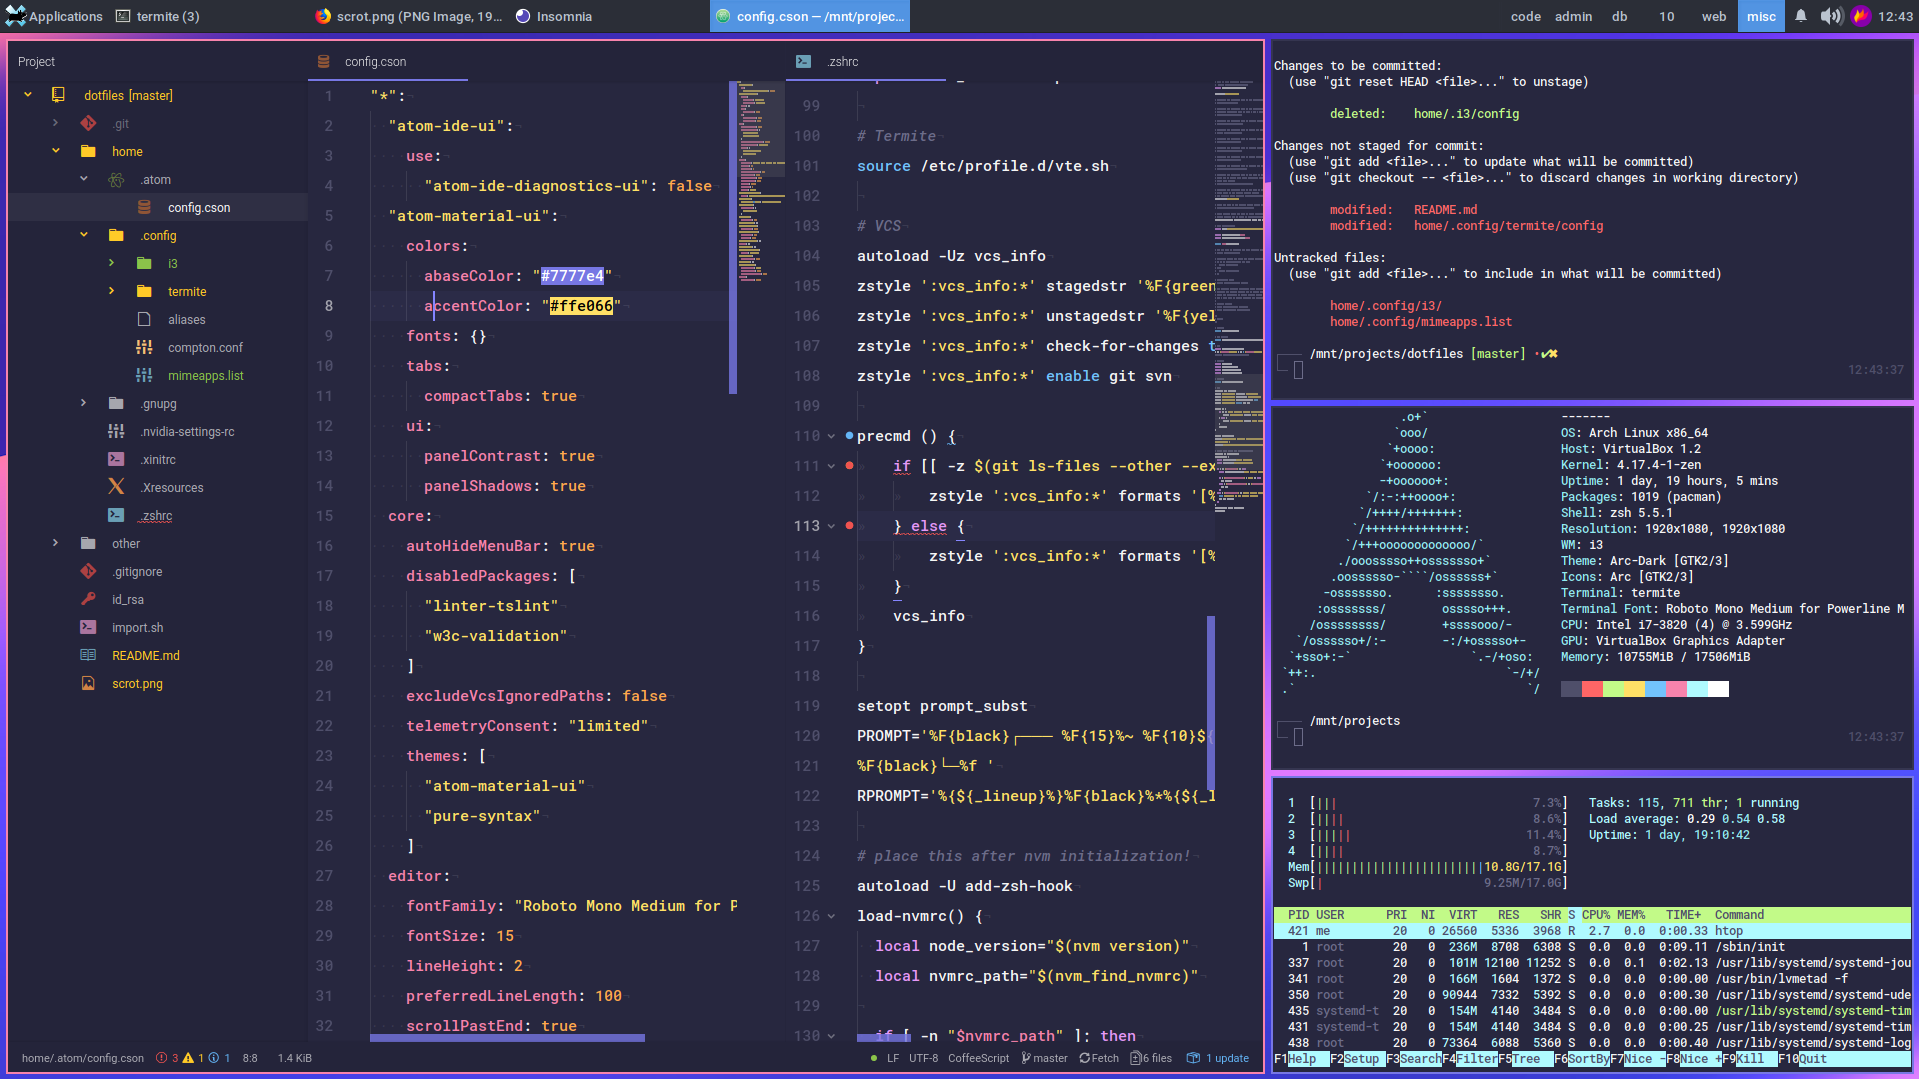 Applications termite (3) scrot.png (PNG Image, 19... Insomnia config.cson — /mnt/projec... code admin db 10 web misc 12:43
Project
dotfiles [master]
.git
home
.atom
config.cson
.config
i3
termite
aliases
compton.conf
mimeapps.list
.gnupg
.nvidia-settings-rc
.xinitrc
.Xresources
.zshrc
other
.gitignore
id_rsa
import.sh
README.md
scrot.png
config.cson
1 "*":
2 "atom-ide-ui":
3 use:
4 "atom-ide-diagnostics-ui": false
5 "atom-material-ui":
6 colors:
7 abaseColor: "#7777e4"
8 accentColor: "#ffe066"
9 fonts: {}
10 tabs:
11 compactTabs: true
12 ui:
13 panelContrast: true
14 panelShadows: true
15 core:
16 autoHideMenuBar: true
17 disabledPackages: [
18 "linter-tslint"
19 "w3c-validation"
20 ]
21 excludeVcsIgnoredPaths: false
22 telemetryConsent: "limited"
23 themes: [
24 "atom-material-ui"
25 "pure-syntax"
26 ]
27 editor:
28 fontFamily: "Roboto Mono Medium for P
29 fontSize: 15
30 lineHeight: 2
31 preferredLineLength: 100
32 scrollPastEnd: true
.zshrc
99
100 # Termite
101 source /etc/profile.d/vte.sh
102
103 # VCS
104 autoload -Uz vcs_info
105 zstyle ':vcs_info:*' stagedstr '%F{green
106 zstyle ':vcs_info:*' unstagedstr '%F{yel
107 zstyle ':vcs_info:*' check-for-changes t
108 zstyle ':vcs_info:*' enable git svn
109
110 precmd () {
111 if [[ -z $(git ls-files --other --ex
112 zstyle ':vcs_info:*' formats '[%
113 } else {
114 zstyle ':vcs_info:*' formats '[%
115 }
116 vcs_info
117 }
118
119 setopt prompt_subst
120 PROMPT='%F{black}┌─── %F{15}%~ %F{10}${
121 %F{black}└─%f '
122 RPROMPT='%{${_lineup}%}%F{black}%*%{${_l
123
124 # place this after nvm initialization!
125 autoload -U add-zsh-hook
126 load-nvmrc() {
127 local node_version="$(nvm version)"
128 local nvmrc_path="$(nvm_find_nvmrc)"
129
130 if [ -n "$nvmrc_path" ]; then
home/.atom/config.cson 3 1 1 8:8 1.4 KiB LF UTF-8 CoffeeScript master Fetch 6 files 1 update
Changes to be committed:
(use "git reset HEAD <file>..." to unstage)
deleted: home/.i3/config
Changes not staged for commit:
(use "git add <file>..." to update what will be committed)
(use "git checkout -- <file>..." to discard changes in working directory)
modified: README.md
modified: home/.config/termite/config
Untracked files:
(use "git add <file>..." to include in what will be committed)
home/.config/i3/
home/.config/mimeapps.list
/mnt/projects/dotfiles [master] •✔✖
12:43:37
.o+` -------
`ooo/ OS: Arch Linux x86_64
`+oooo: Host: VirtualBox 1.2
`+oooooo: Kernel: 4.17.4-1-zen
-+oooooo+: Uptime: 1 day, 19 hours, 5 mins
`/:-:++oooo+: Packages: 1019 (pacman)
`/++++/+++++++: Shell: zsh 5.5.1
`/++++++++++++++: Resolution: 1920x1080, 1920x1080
`/+++ooooooooooooo/` WM: i3
./ooosssso++osssssso+` Theme: Arc-Dark [GTK2/3]
.oossssso-````/ossssss+` Icons: Arc [GTK2/3]
-osssssso. :ssssssso. Terminal: termite
:osssssss/ osssso+++. Terminal Font: Roboto Mono Medium for Powerline M
/ossssssss/ +ssssooo/- CPU: Intel i7-3820 (4) @ 3.599GHz
`/ossssso+/:- -:/+osssso+- GPU: VirtualBox Graphics Adapter
`+sso+:-` `.-/+oso: Memory: 10755MiB / 17506MiB
`++:. `-/+/
.` `/
/mnt/projects
12:43:37
1 [||| 7.3%] Tasks: 115, 711 thr; 1 running
2 [|||| 8.6%] Load average: 0.29 0.54 0.58
3 [||||| 11.4%] Uptime: 1 day, 19:10:42
4 [|||| 8.7%]
Mem[||||||||||||||||||||||||10.8G/17.1G]
Swp[| 9.25M/17.0G]
PID USER PRI NI VIRT RES SHR S CPU% MEM% TIME+ Command
421 me 20 0 26560 5336 3968 R 2.7 0.0 0:00.33 htop
1 root 20 0 236M 8708 6308 S 0.0 0.0 0:09.11 /sbin/init
337 root 20 0 101M 12100 11252 S 0.0 0.1 0:02.13 /usr/lib/systemd/systemd-jou
341 root 20 0 166M 1604 1372 S 0.0 0.0 0:00.00 /usr/bin/lvmetad -f
350 root 20 0 90944 7332 5392 S 0.0 0.0 0:00.30 /usr/lib/systemd/systemd-ude
435 systemd-t 20 0 154M 4140 3484 S 0.0 0.0 0:00.00 /usr/lib/systemd/systemd-tim
431 systemd-t 20 0 154M 4140 3484 S 0.0 0.0 0:00.25 /usr/lib/systemd/systemd-tim
438 root 20 0 73364 6088 5360 S 0.0 0.0 0:00.40 /usr/lib/systemd/systemd-log
F1Help F2Setup F3SearchF4FilterF5Tree F6SortByF7Nice -F8Nice +F9Kill F10Quit